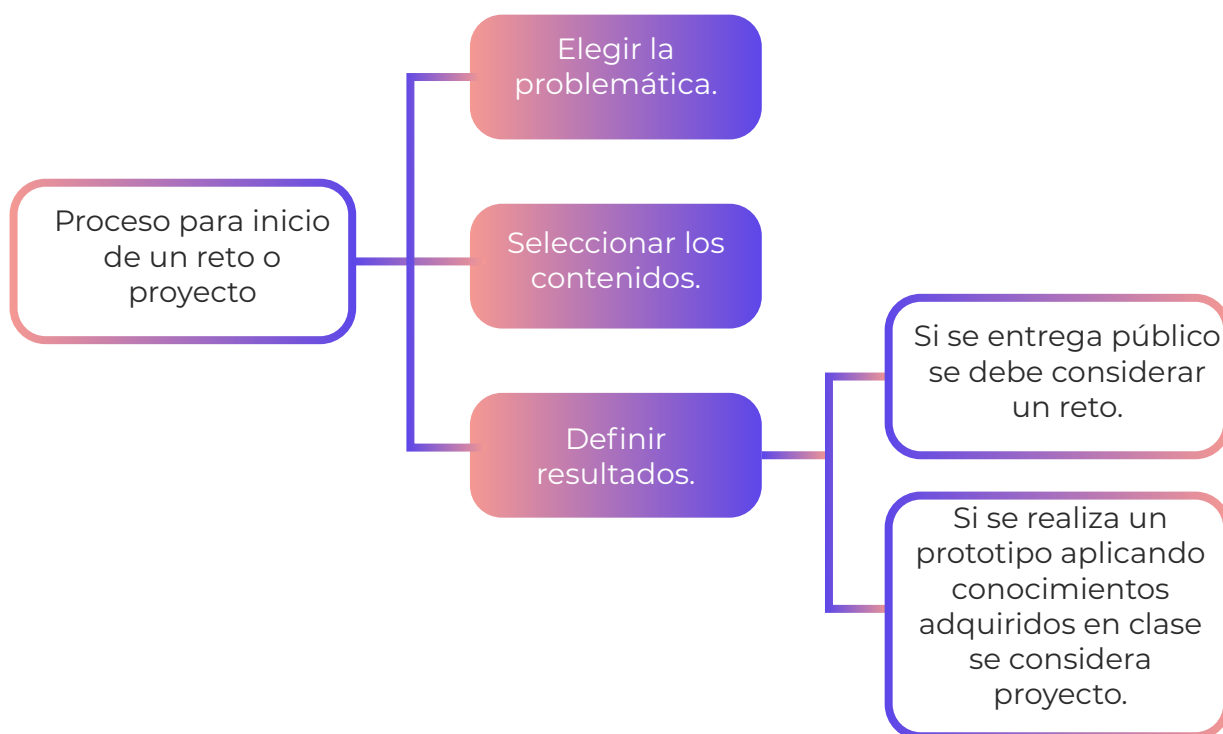 Elegir la
problemática.
Proceso para inicio
de un reto o
proyecto
Seleccionar los
contenidos.
Definir
resultados.
Si se entrega público
se debe considerar
un reto.
Si se realiza un
prototipo aplicando
conocimientos
adquiridos en clase
se considera
proyecto.